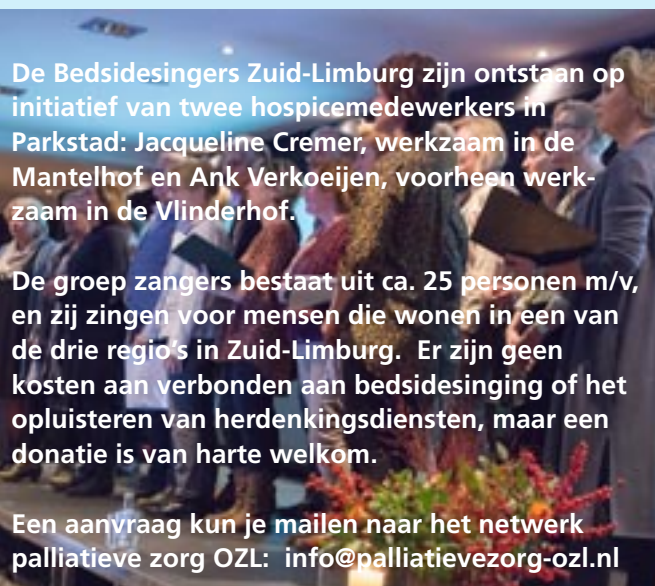 De Bedsidesingers Zuid-Limburg zijn ontstaan op
initiatief van twee hospicemedewerkers in
Parkstad: Jacqueline Cremer, werkzaam in de
Mantelhof en Ank Verkoeijen, voorheen werk-
zaam in de Vlinderhof.

De groep zangers bestaat uit ca. 25 personen m/v,
en zij zingen voor mensen die wonen in een van
de drie regio's in Zuid-Limburg.  Er zijn geen
kosten aan verbonden aan bedsidesinging of het
opluisteren van herdenkingsdiensten, maar een
donatie is van harte welkom.

Een aanvraag kun je mailen naar het netwerk
palliatieve zorg OZL:  info@palliatievezorg-ozl.nl